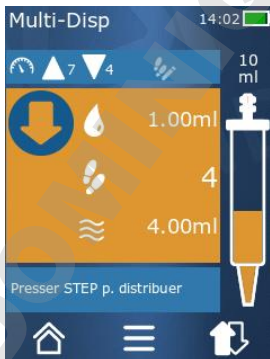 Multi-Disp 14:02
7 4
10
ml
1.00ml
4
4.00ml
Presser STEP p. distribuer